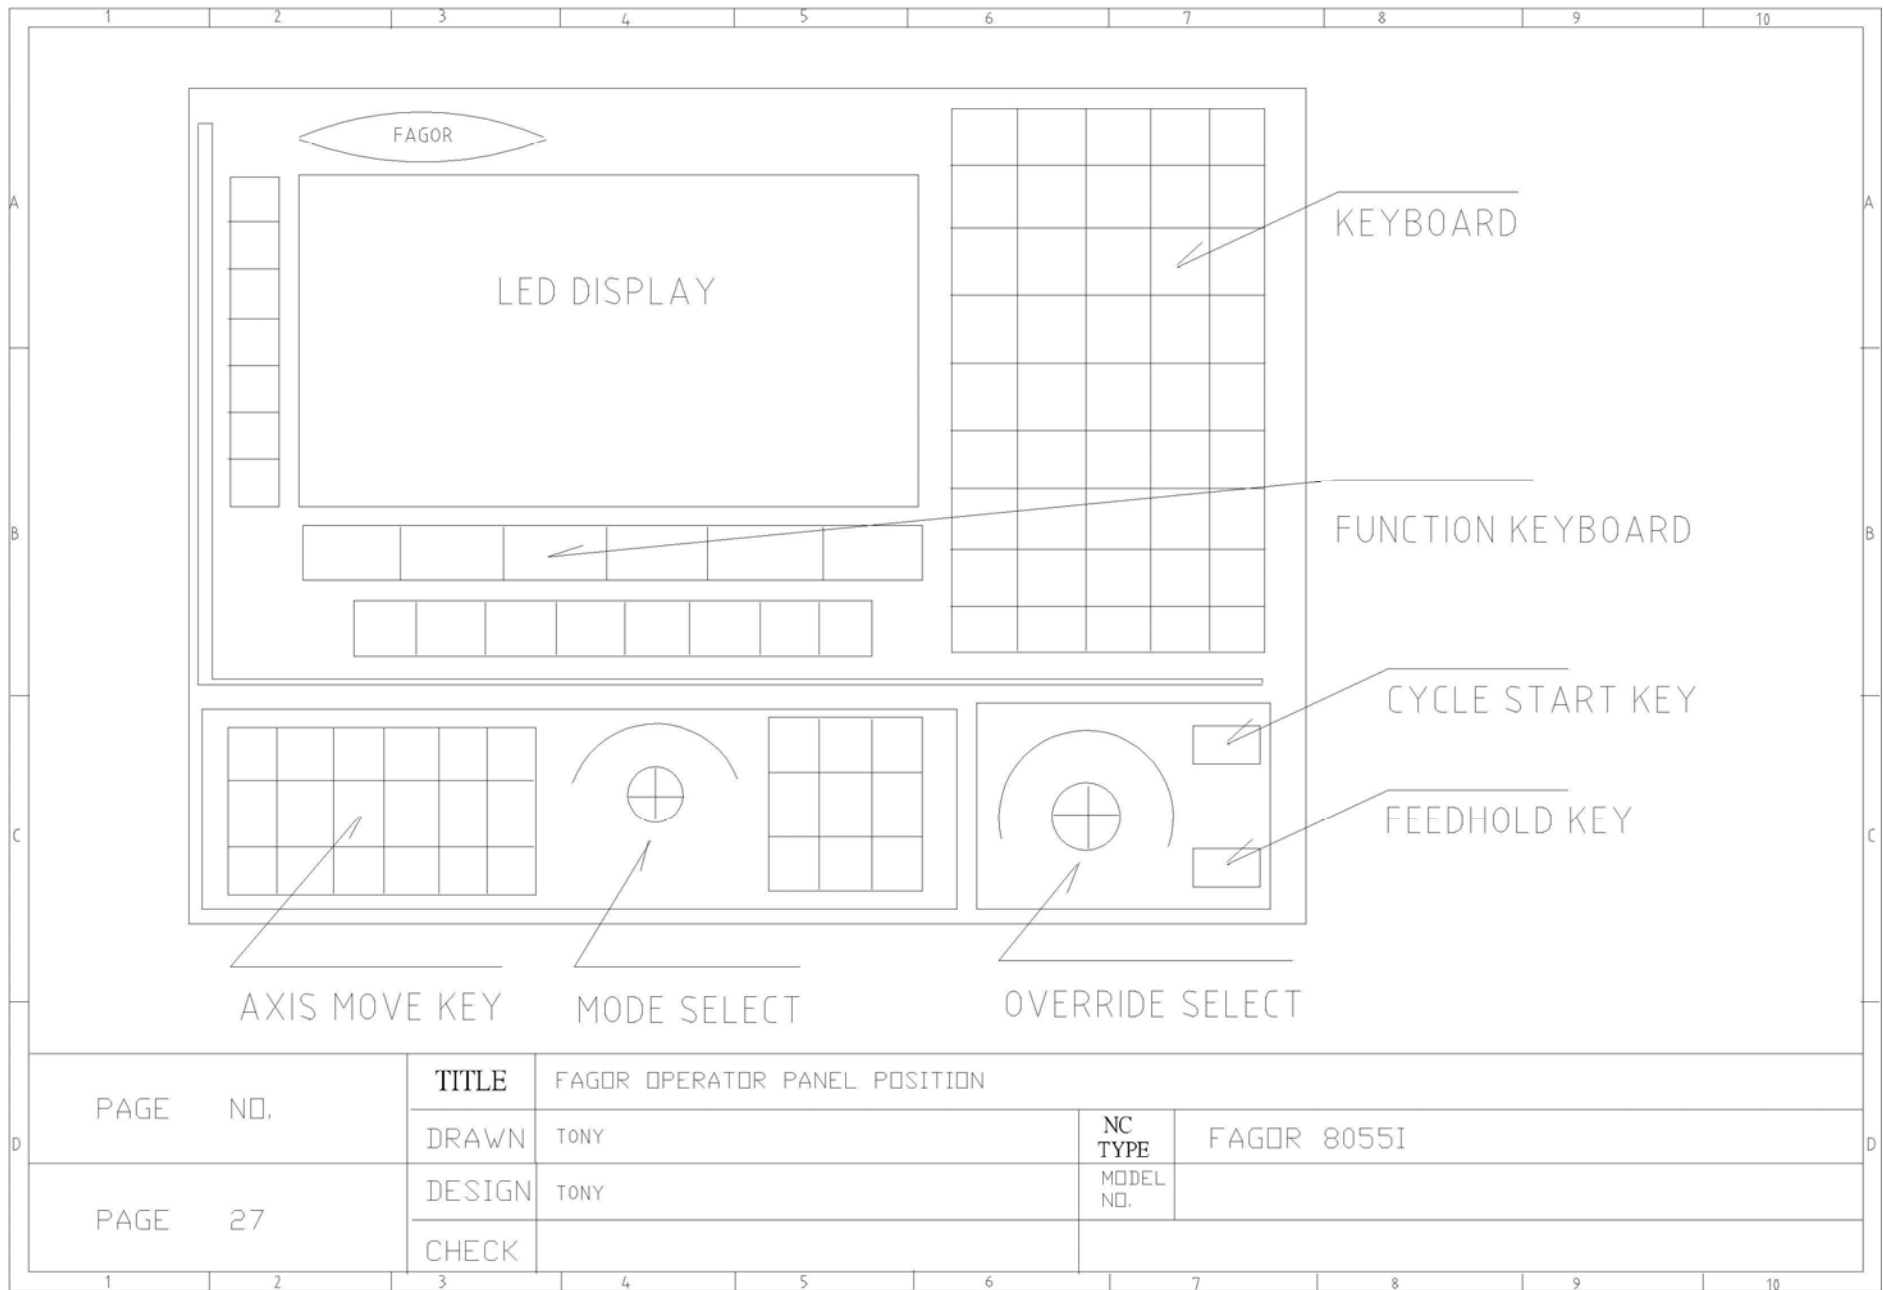 1 2 3 4 5 6 7 8 9 10
FAGOR
A
A
KEYBOARD
LED DISPLAY
B
B
FUNCTION KEYBOARD
CYCLE START KEY
FEEDHOLD KEY
C
C
AXIS MOVE KEY
MODE SELECT
OVERRIDE SELECT
PAGE NO.
TITLE FAGOR OPERATOR PANEL POSITION
DRAWN TONY
NC TYPE FAGOR 8055I
D
D
PAGE 27
DESIGN TONY
MODEL NO.
CHECK
1 2 3 4 5 6 7 8 9 10